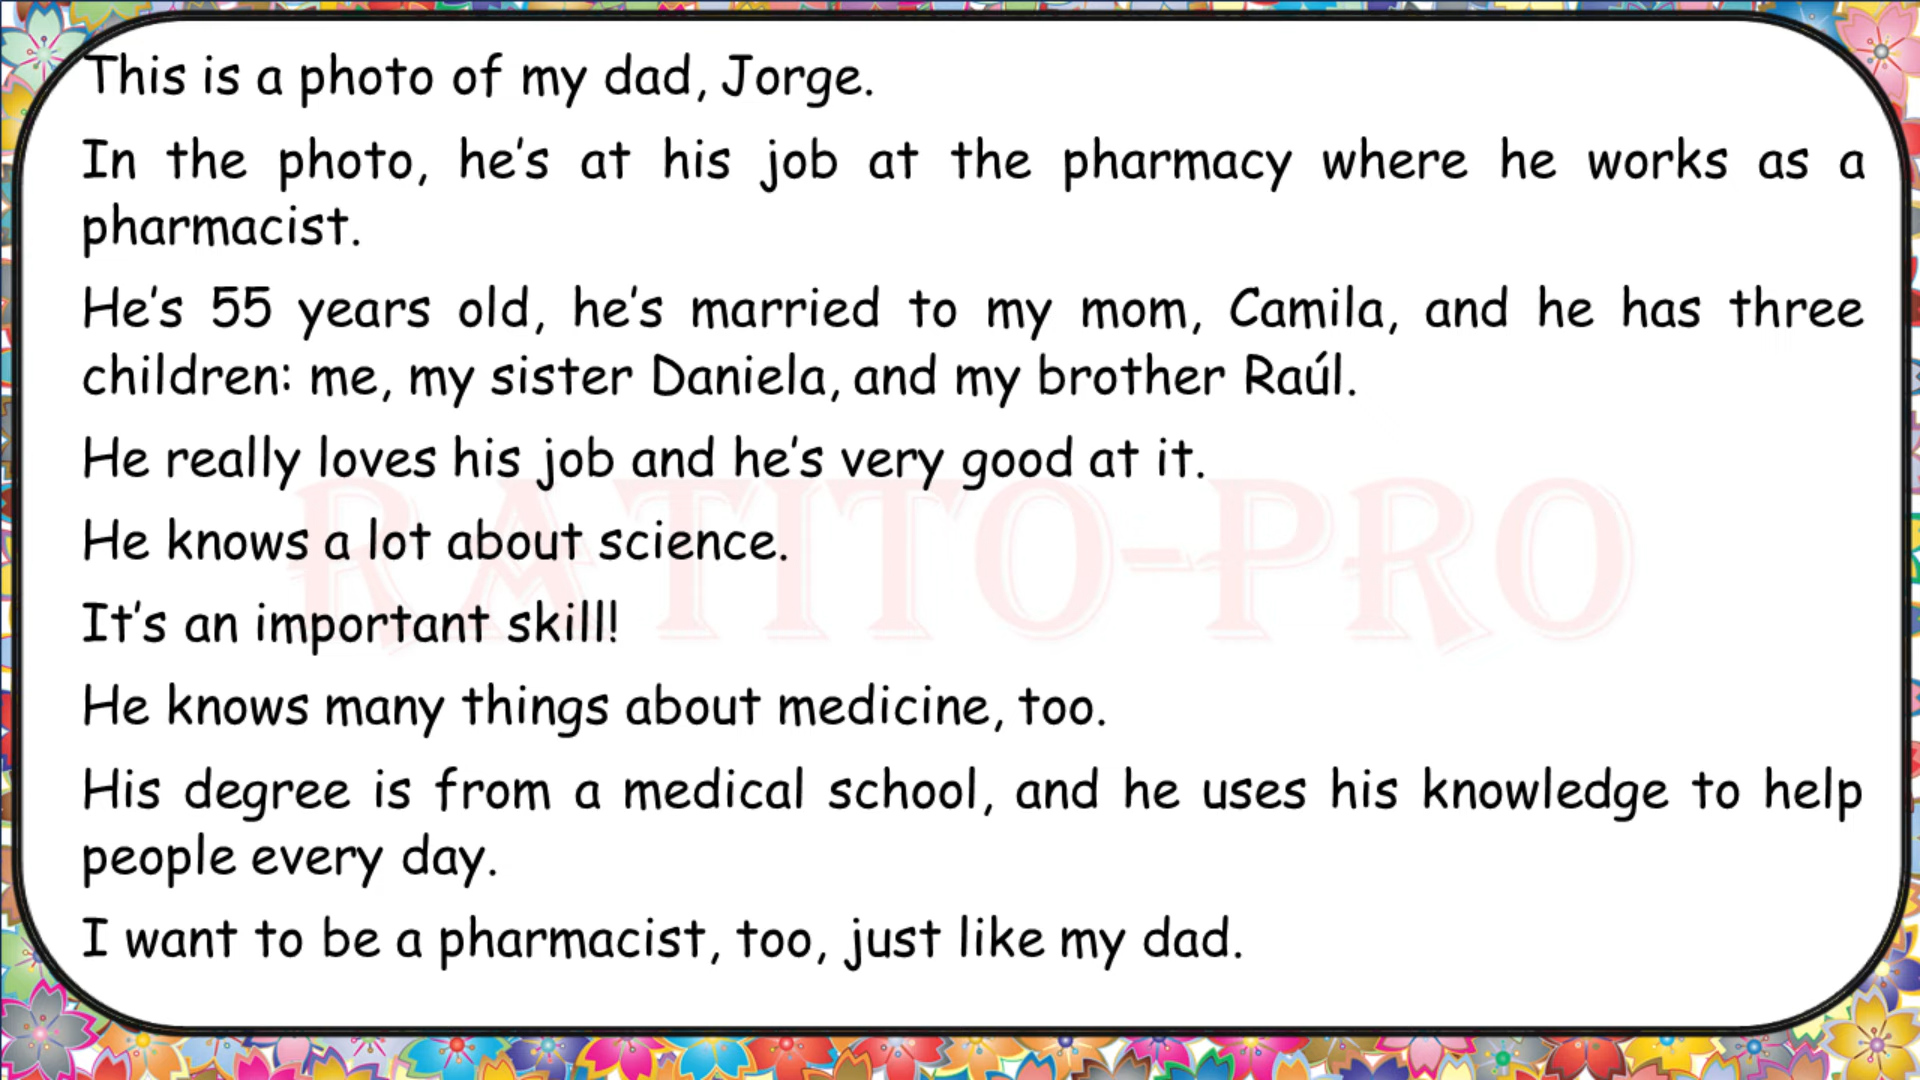 This is a photo of my dad, Jorge.
In the photo, he's at his job at the pharmacy where he works as a
pharmacist.
He's 55 years old, he's married to my mom, Camila, and he has three
children: me, my sister Daniela, and my brother Raúl.
He really loves his job and he's very good at it.
RATITO-PRO
He knows a lot about science.
It's an important skill!
He knows many things about medicine, too.
His degree is from a medical school, and he uses his knowledge to help
people every day.
I want to be a pharmacist, too, just like my dad.